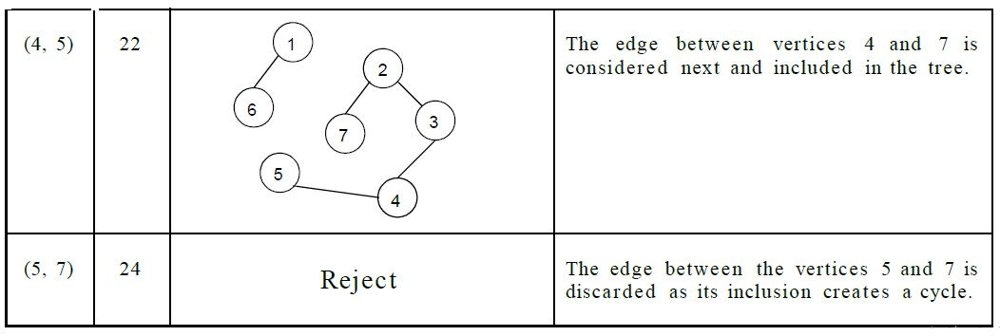 (4, 5) 22 The edge between vertices 4 and 7 is
considered next and included in the tree.
1
2
6
3
7
5
4
(5, 7) 24 Reject The edge between the vertices 5 and 7 is
discarded as its inclusion creates a cycle.